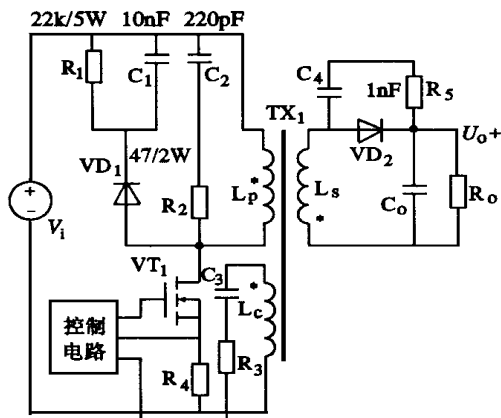 22k/5W 10nF 220pF
R1 C1 C2
C4
1nF R5
TX1
47/2W
VD1
VD2
Uo+
R2
Lp
*
Ls
*
Co
Ro
+
−
Vi
VT1
C3
*
Lc
控制
电路
R4
R3